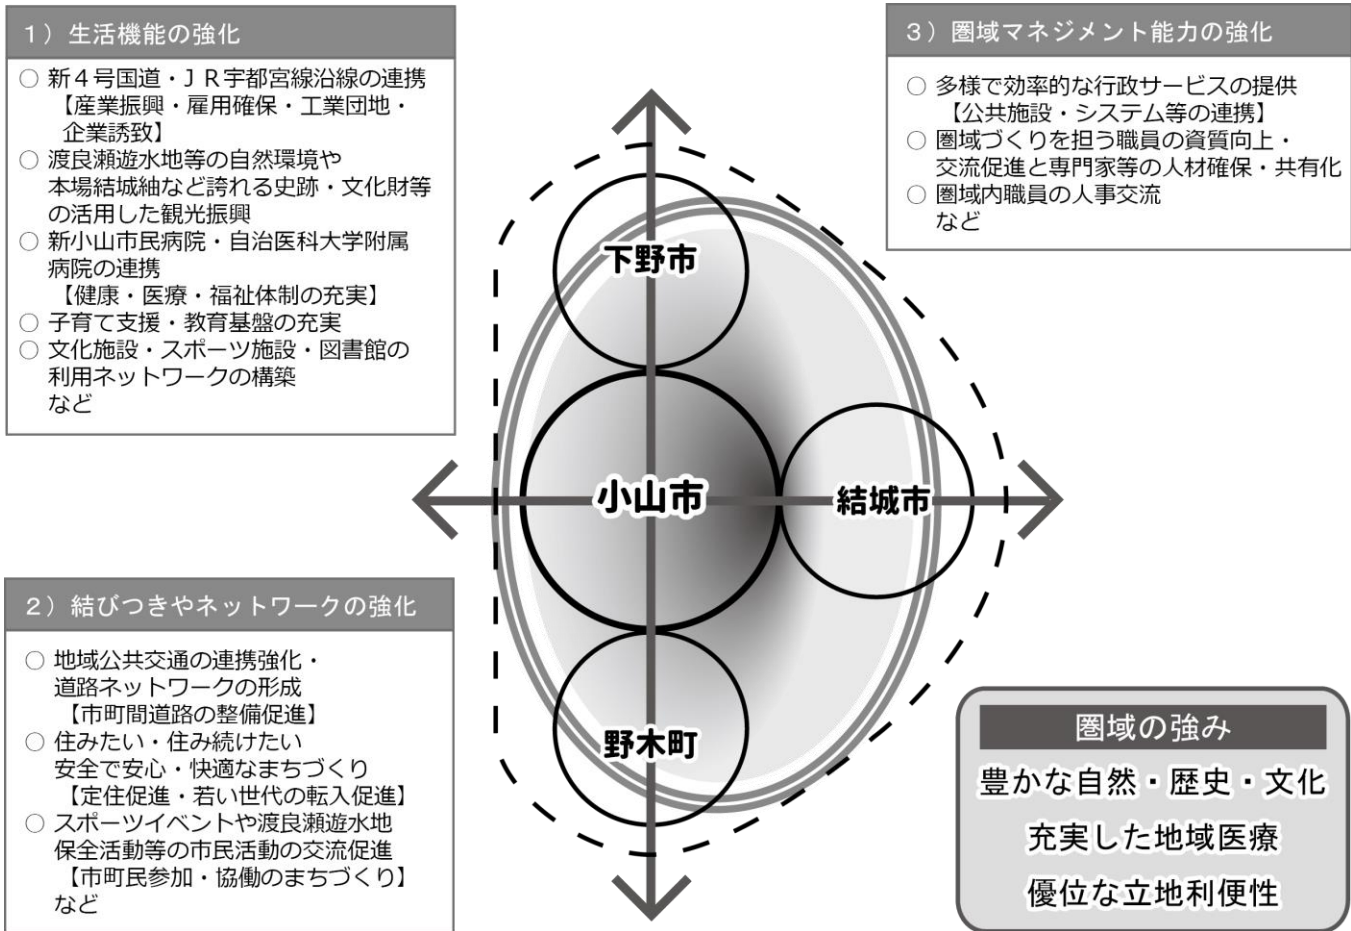 1）生活機能の強化
○ 新４号国道・ＪＲ宇都宮線沿線の連携
【産業振興・雇用確保・工業団地・
企業誘致】
○ 渡良瀬遊水地等の自然環境や
本場結城紬など誇れる史跡・文化財等
の活用した観光振興
○ 新小山市民病院・自治医科大学附属
病院の連携
【健康・医療・福祉体制の充実】
○ 子育て支援・教育基盤の充実
○ 文化施設・スポーツ施設・図書館の
利用ネットワークの構築
など
2）結びつきやネットワークの強化
○ 地域公共交通の連携強化・
道路ネットワークの形成
【市町間道路の整備促進】
○ 住みたい・住み続けたい
安全で安心・快適なまちづくり
【定住促進・若い世代の転入促進】
○ スポーツイベントや渡良瀬遊水地
保全活動等の市民活動の交流促進
【市町民参加・協働のまちづくり】
など
下野市
小山市
結城市
野木町
3）圏域マネジメント能力の強化
○ 多様で効率的な行政サービスの提供
【公共施設・システム等の連携】
○ 圏域づくりを担う職員の資質向上・
交流促進と専門家等の人材確保・共有化
○ 圏域内職員の人事交流
など
圏域の強み
豊かな自然・歴史・文化
充実した地域医療
優位な立地利便性